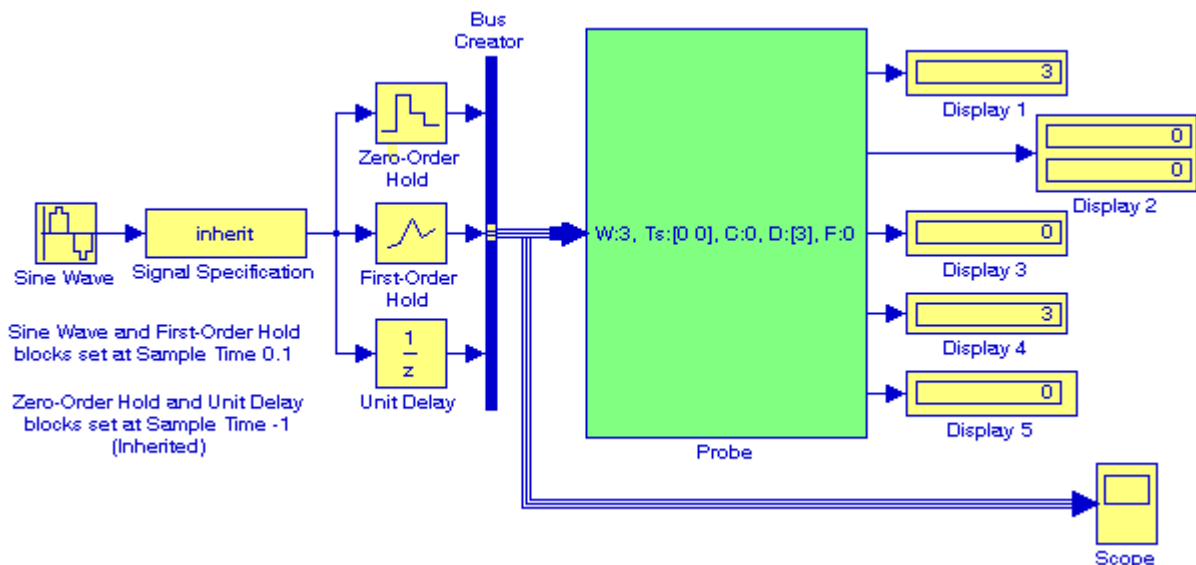 Bus
Creator
3
Display 1
Zero-Order
Hold
0
0
Display 2
inherit
Sine Wave
Signal Specification
First-Order
Hold
W:3, Ts:[0 0], C:0, D:[3], F:0
0
Display 3
Sine Wave and First-Order Hold
blocks set at Sample Time 0.1
1
z
Unit Delay
3
Display 4
Zero-Order Hold and Unit Delay
blocks set at Sample Time -1
(Inherited)
0
Display 5
Probe
Scope